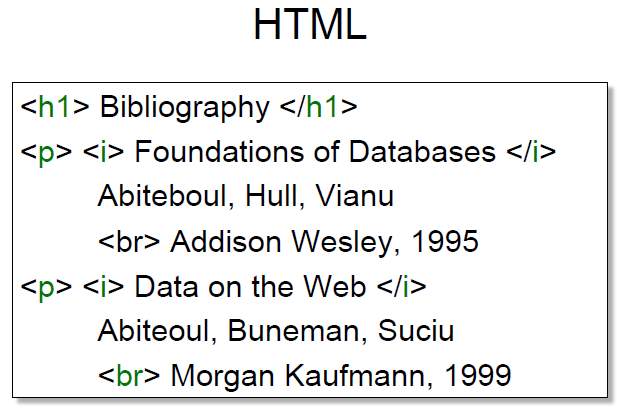 HTML
<h1> Bibliography </h1>
<p> <i> Foundations of Databases </i>
Abiteboul, Hull, Vianu
<br> Addison Wesley, 1995
<p> <i> Data on the Web </i>
Abiteoul, Buneman, Suciu
<br> Morgan Kaufmann, 1999